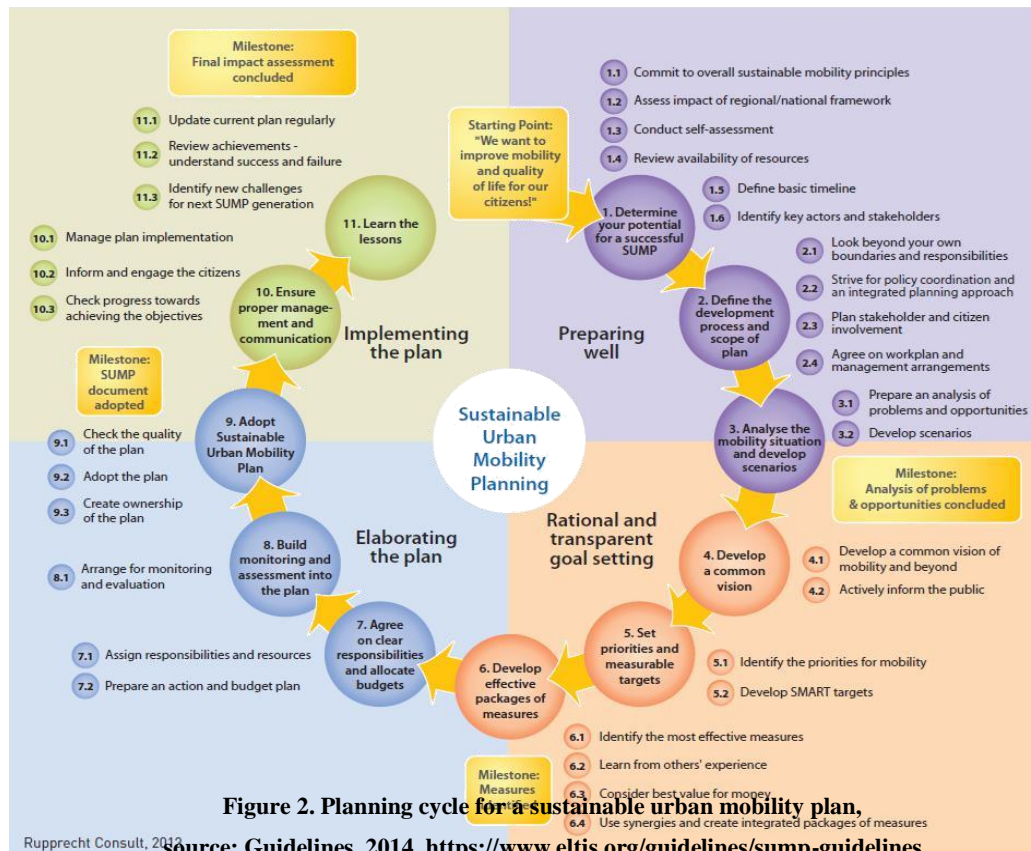 Milestone:
Final impact assessment
concluded
11.1 Update current plan regularly
11.2 Review achievements -
understand success and failure
11.3 Identify new challenges
for next SUMP generation
11. Learn the
lessons
10.1 Manage plan implementation
10.2 Inform and engage the citizens
10.3 Check progress towards
achieving the objectives
10. Ensure
proper manage-
ment and
communication
Implementing
the plan
Starting Point:
"We want to
improve mobility
and quality
of life for our
citizens!"
1.1 Commit to overall sustainable mobility principles
1.2 Assess impact of regional/national framework
1.3 Conduct self-assessment
1.4 Review availability of resources
1.5 Define basic timeline
1.6 Identify key actors and stakeholders
1. Determine
your potential
for a successful
SUMP
2.1 Look beyond your own
boundaries and responsibilities
2.2 Strive for policy coordination and
an integrated planning approach
2.3 Plan stakeholder and citizen
involvement
2.4 Agree on workplan and
management arrangements
2. Define the
development
process and
scope of
plan
Preparing
well
3.1 Prepare an analysis of
problems and opportunities
3.2 Develop scenarios
3. Analyse the
mobility situation
and develop
scenarios
Milestone:
Analysis of problems
& opportunities concluded
Sustainable
Urban
Mobility
Planning
Rational and
transparent
goal setting
4. Develop
a common
vision
4.1 Develop a common vision of
mobility and beyond
4.2 Actively inform the public
5. Set
priorities and
measurable
targets
5.1 Identify the priorities for mobility
5.2 Develop SMART targets
6. Develop
effective
packages of
measures
6.1 Identify the most effective measures
6.2 Learn from others' experience
6.3 Consider best value for money
6.4 Use synergies and create integrated packages of measures
Milestone:
Measures
identified
Milestone:
SUMP
document
adopted
9. Adopt
Sustainable
Urban Mobility
Plan
9.1 Check the quality
of the plan
9.2 Adopt the plan
9.3 Create ownership
of the plan
Elaborating
the plan
8. Build
monitoring and
assessment into
the plan
8.1 Arrange for monitoring
and evaluation
7. Agree
on clear
responsibilities
and allocate
budgets
7.1 Assign responsibilities and resources
7.2 Prepare an action and budget plan
Figure 2. Planning cycle for a sustainable urban mobility plan,
Rupprecht Consult,
source: Guidelines, 2014, https://www.eltis.org/guidelines/sump-guidelines